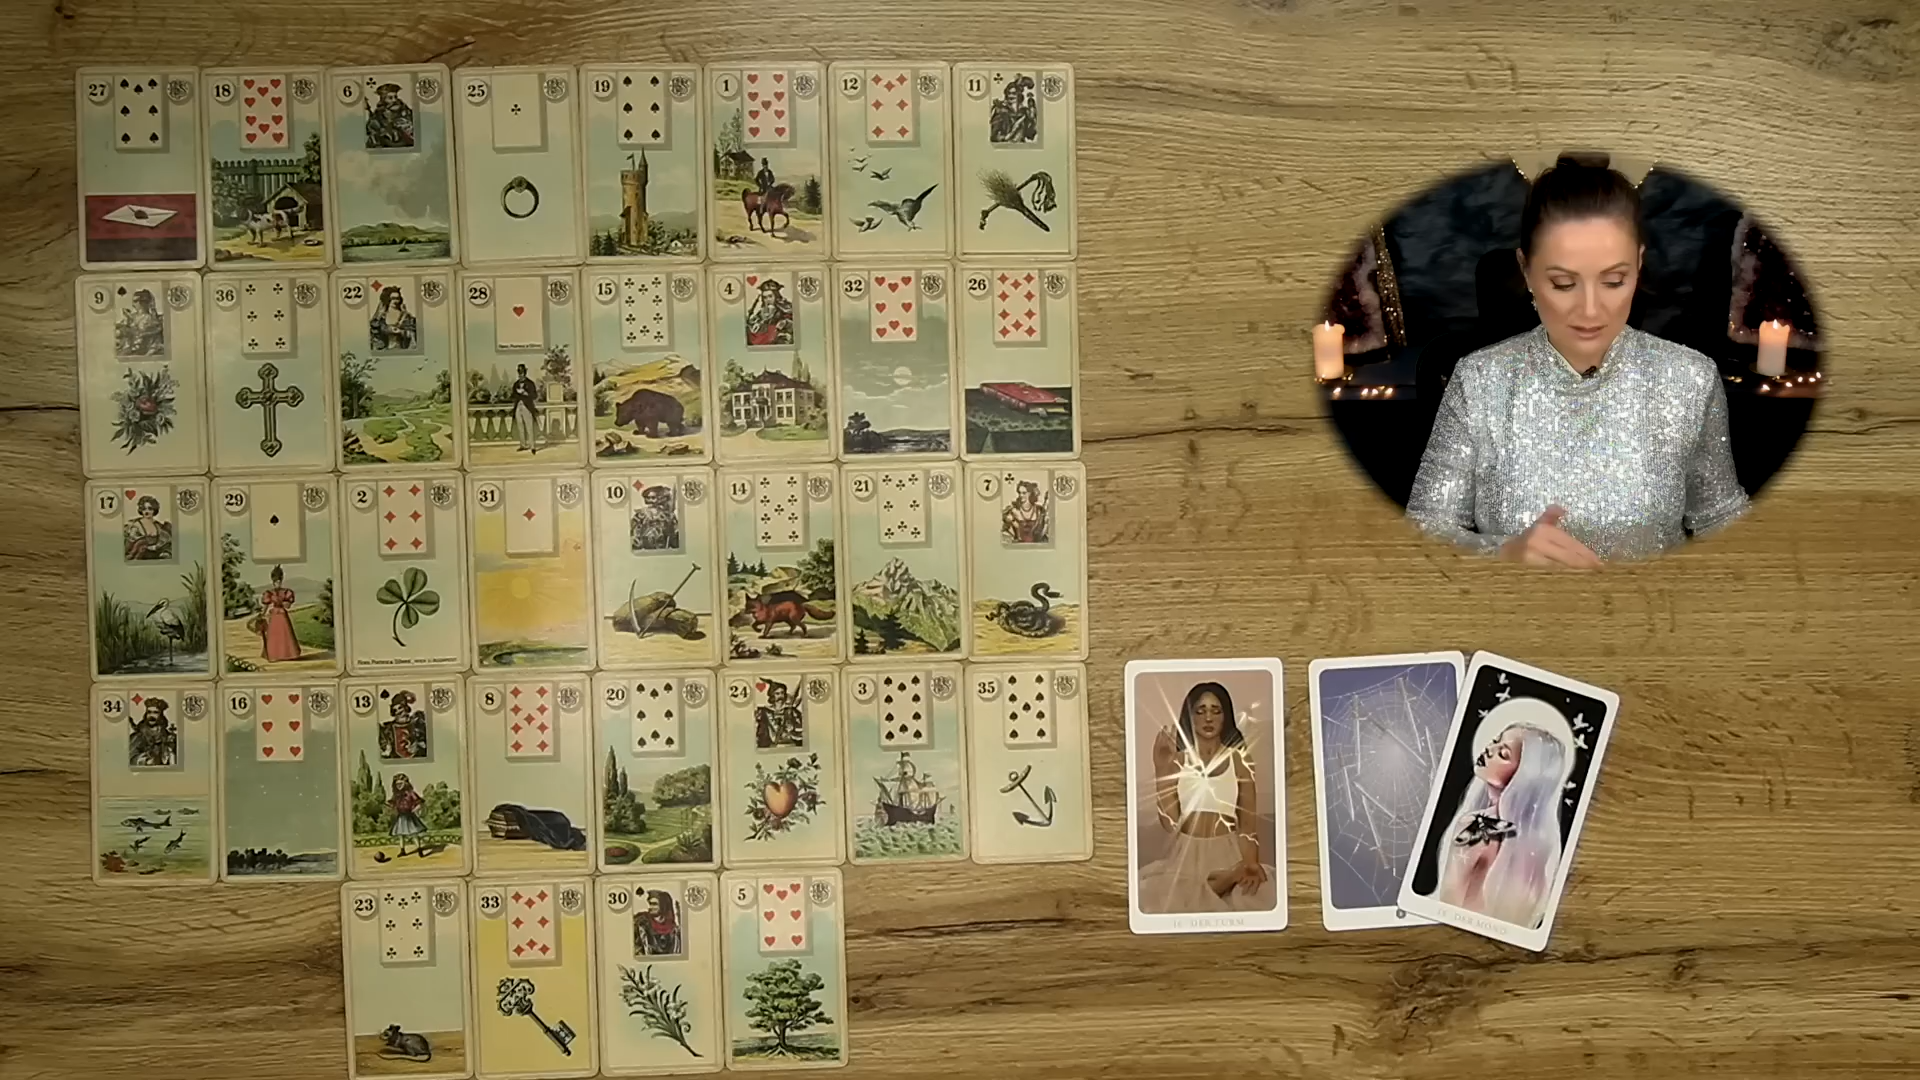 27 18 6 25 19 1 12 11
9 36 22 28 15 4 32 26
17 29 2 31 10 14 21 7
34 16 13 8 20 24 3 35
23 33 30 5
DER TURM
DER MOND